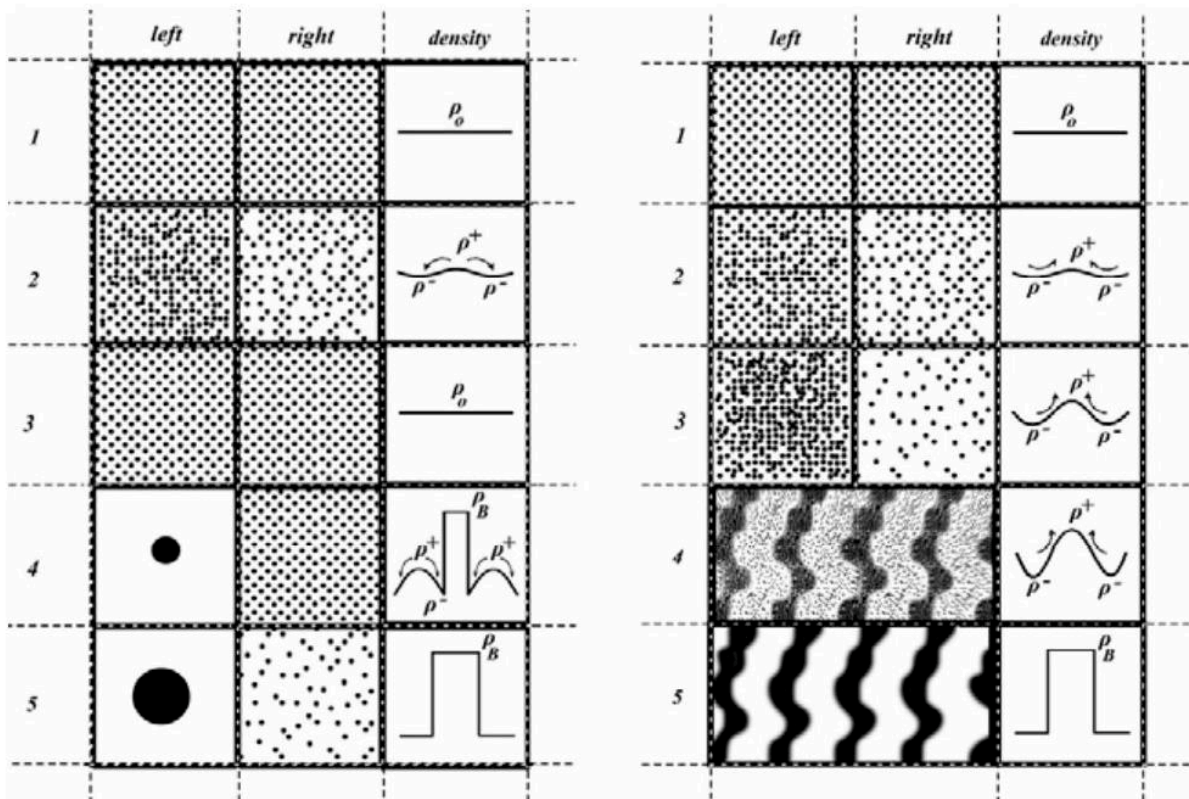 left right density
1 ρo
2 ρ+ ρ- ρ-
3 ρo
4 ρB ρ+ ρ+ ρ-
5 ρB
left right density
1 ρo
2 ρ+ ρ- ρ-
3 ρ+ ρ- ρ-
4 ρ+ ρ- ρ-
5 ρB